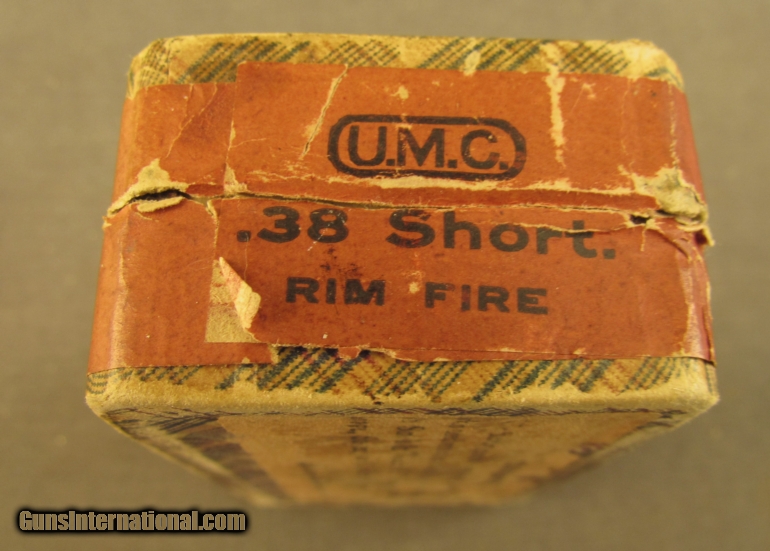 U.M.C.
.38 Short.
RIM FIRE
GunsInternational.com